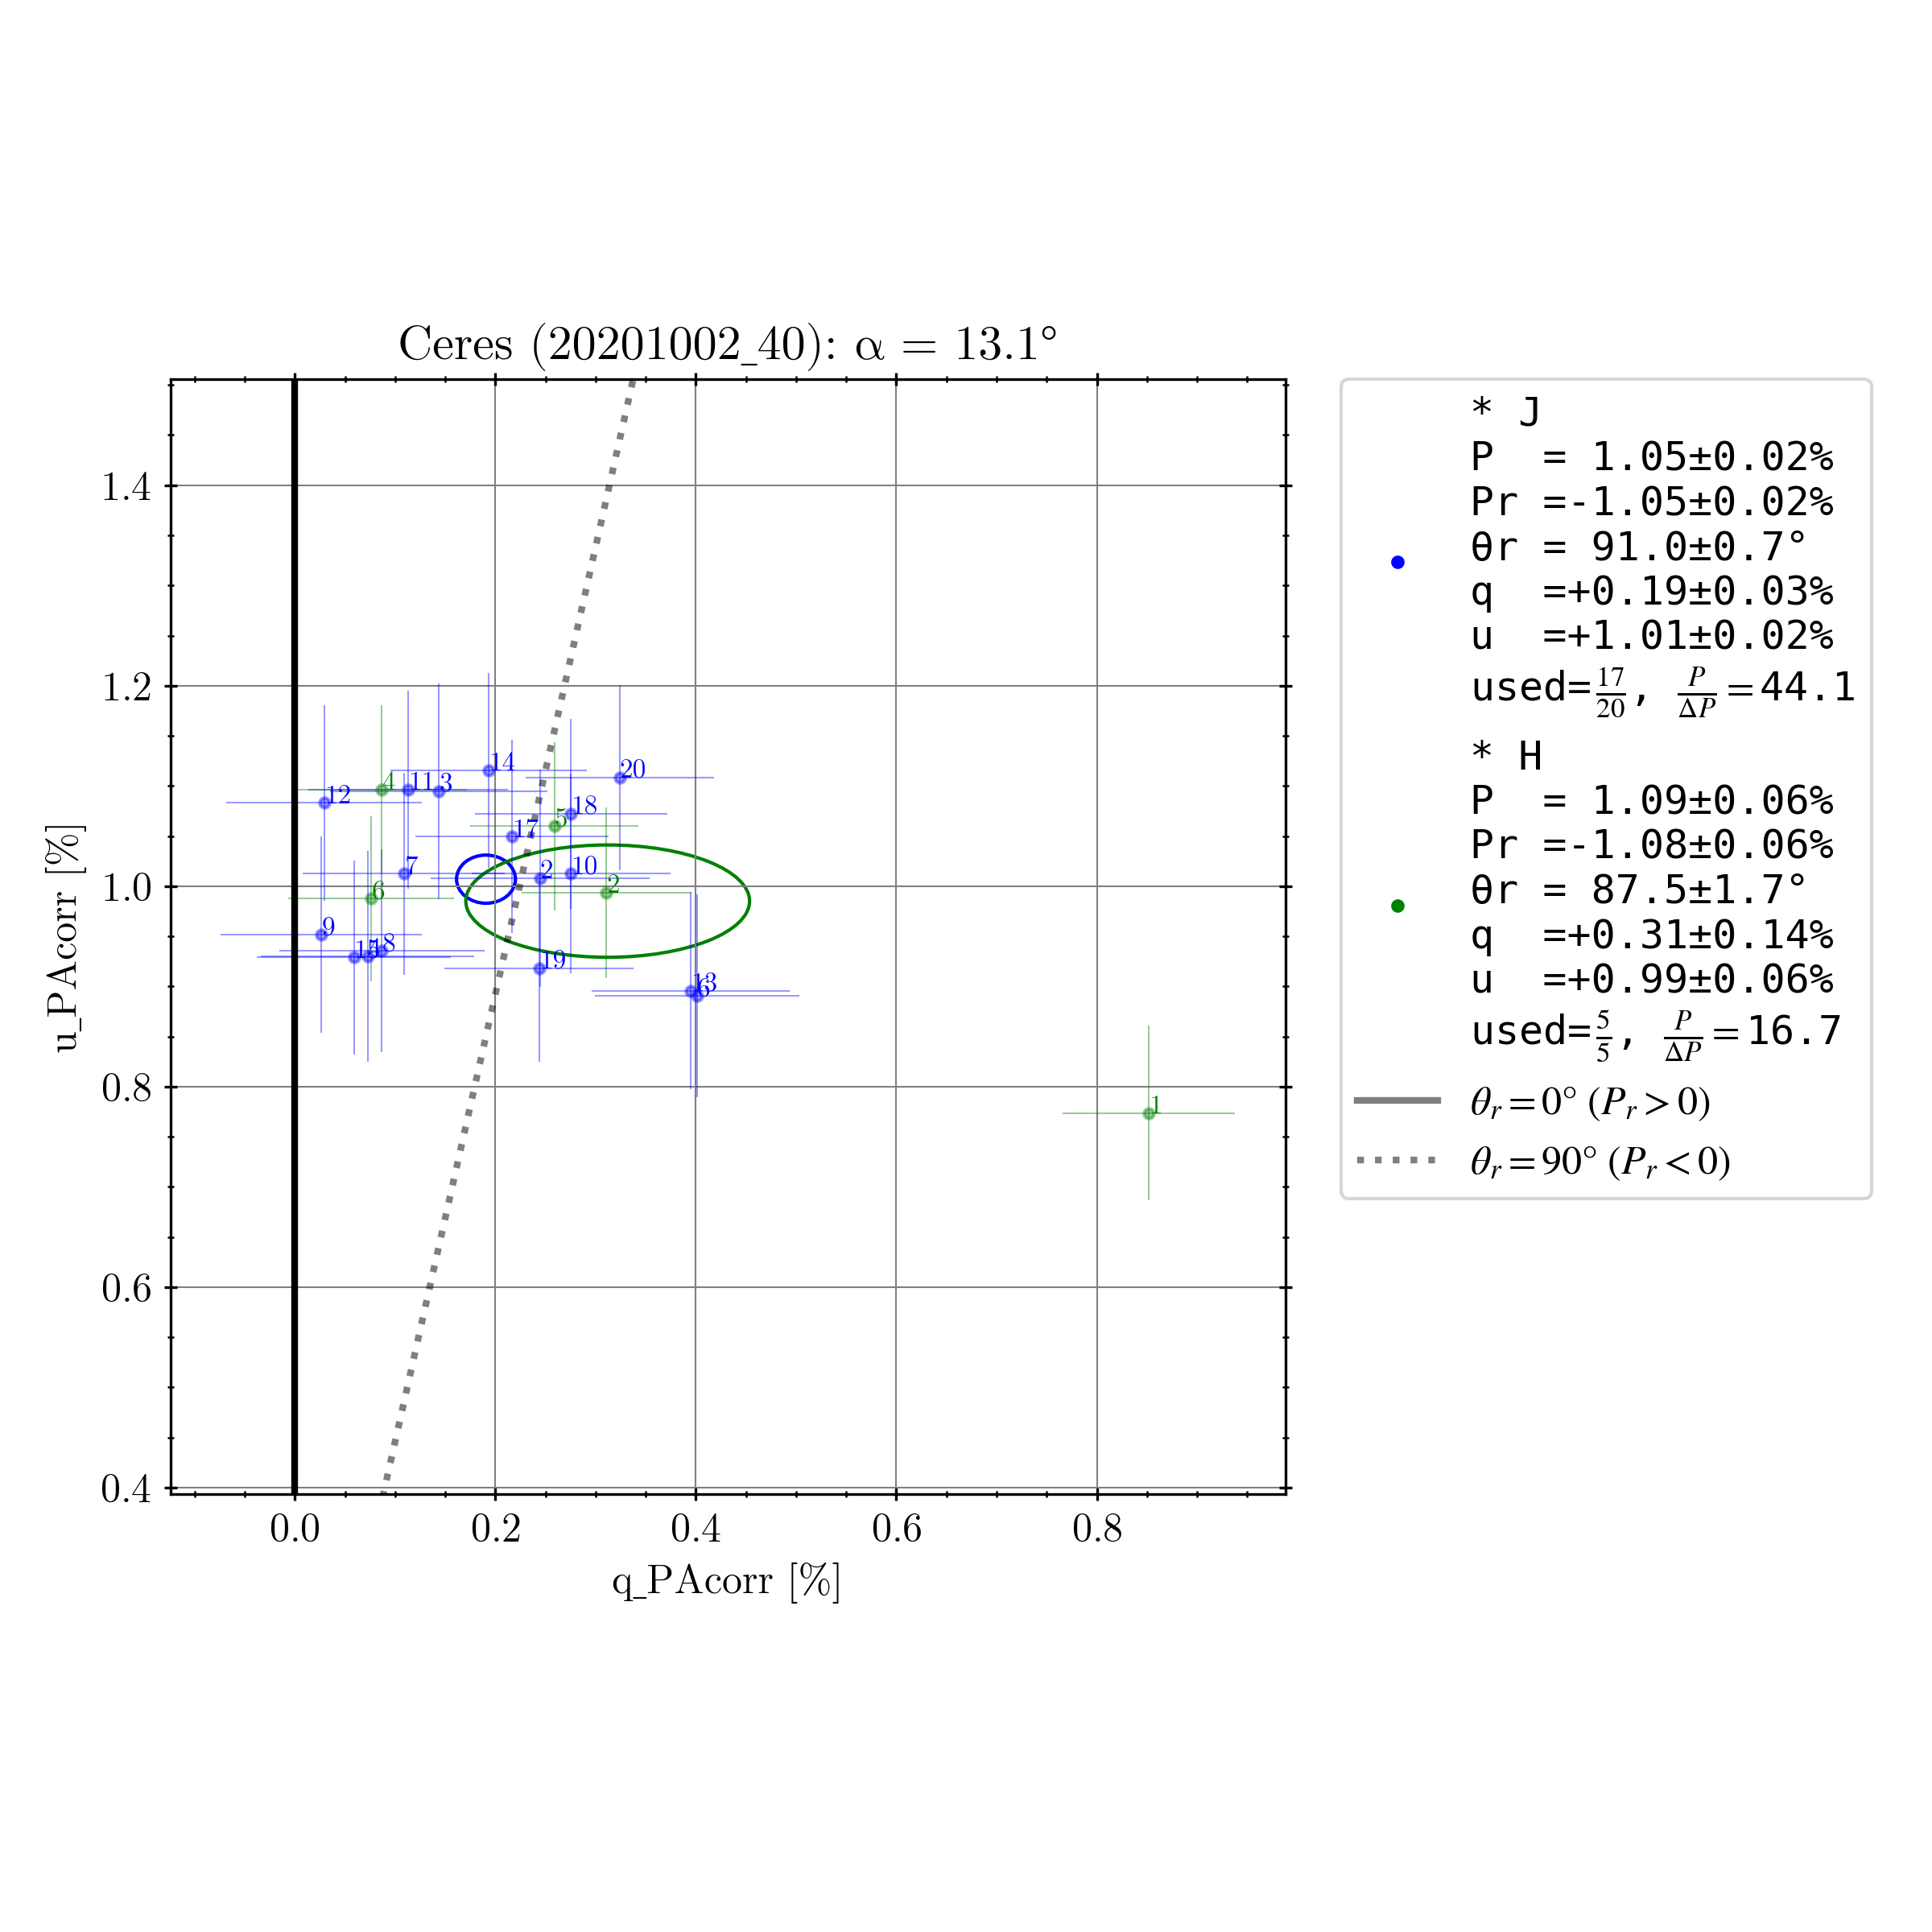 Ceres (20201002_40): α = 13.1°
1.4
1.2
1.0
0.8
0.6
0.4
u_PAcorr [%]
0.0 0.2 0.4 0.6 0.8
q_PAcorr [%]
14
20
4
11
3
12
18
5
17
7
2
10
2
6
9
8
19
13
6
1
* J
P = 1.05±0.02%
Pr =-1.05±0.02%
θr = 91.0±0.7°
q =+0.19±0.03%
u =+1.01±0.02%
used=17/20, P/ΔP=44.1
* H
P = 1.09±0.06%
Pr =-1.08±0.06%
θr = 87.5±1.7°
q =+0.31±0.14%
u =+0.99±0.06%
used=5/5, P/ΔP=16.7
θr=0° (Pr>0)
θr=90° (Pr<0)